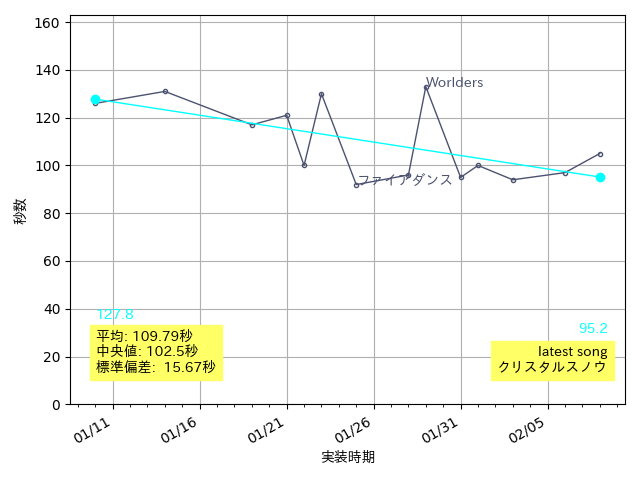 160
140
120
100
80
60
40
20
0
秒数
Worlders
ファイアダンス
127.8
平均: 109.79秒
中央値: 102.5秒
標準偏差: 15.67秒
95.2
latest song
クリスタルスノウ
01/11
01/16
01/21
01/26
01/31
02/05
実装時期